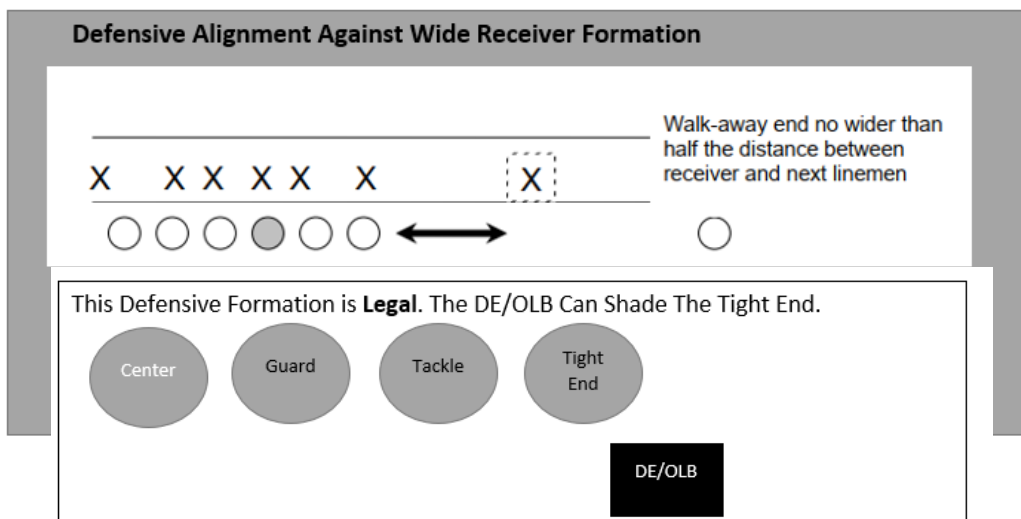 Defensive Alignment Against Wide Receiver Formation
Walk-away end no wider than
half the distance between
receiver and next linemen
X X X X X X X
This Defensive Formation is Legal. The DE/OLB Can Shade The Tight End.
Center
Guard
Tackle
Tight
End
DE/OLB